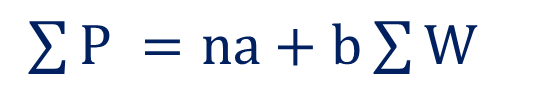 ∑ P = na + b ∑ W